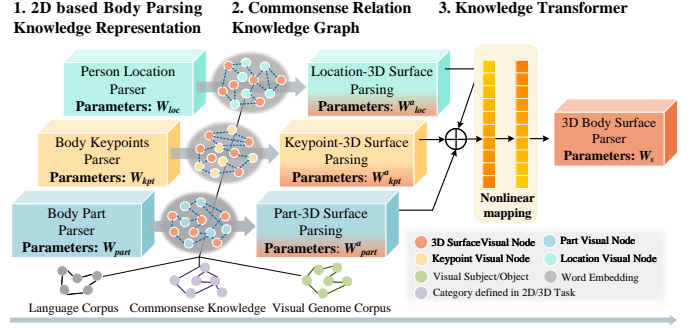 1. 2D based Body Parsing
Knowledge Representation
2. Commonsense Relation
Knowledge Graph
3. Knowledge Transformer
Person Location
Parser
Parameters: W_loc
Location-3D Surface
Parsing
Parameters: W^a_loc
Body Keypoints
Parser
Parameters: W_kpt
Keypoint-3D Surface
Parsing
Parameters: W^a_kpt
Body Part
Parser
Parameters: W_part
Part-3D Surface
Parsing
Parameters: W^a_part
3D Body Surface
Parser
Parameters: W_s
Nonlinear
mapping
3D SurfaceVisual Node
Part Visual Node
Keypoint Visual Node
Location Visual Node
Visual Subject/Object
Word Embedding
Category defined in 2D/3D Task
Language Corpus
Commonsense Knowledge
Visual Genome Corpus